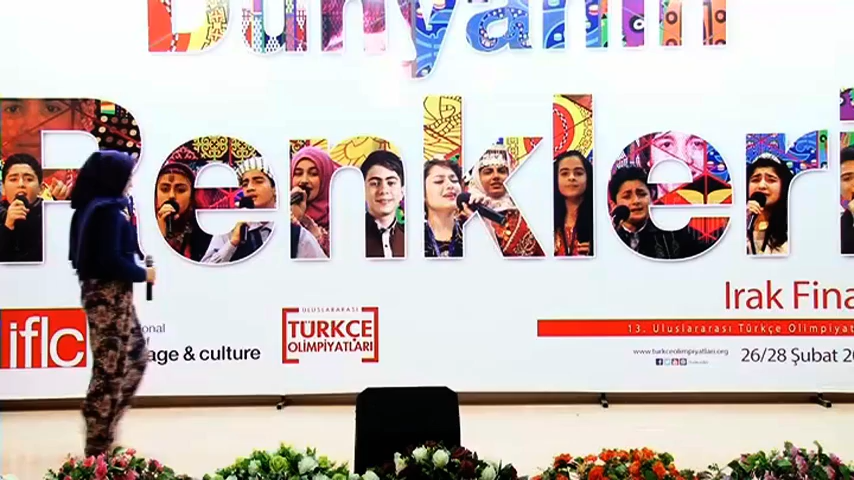 Dünyanın
Renkleri
Irak Fina
13. Uluslararası Türkçe Olimpiyat
www.turkceolimpiyatlari.org
26/28 Şubat 20
iflc
onal
age & culture
ULUSLARARASI
TÜRKÇE
OLİMPİYATLARI